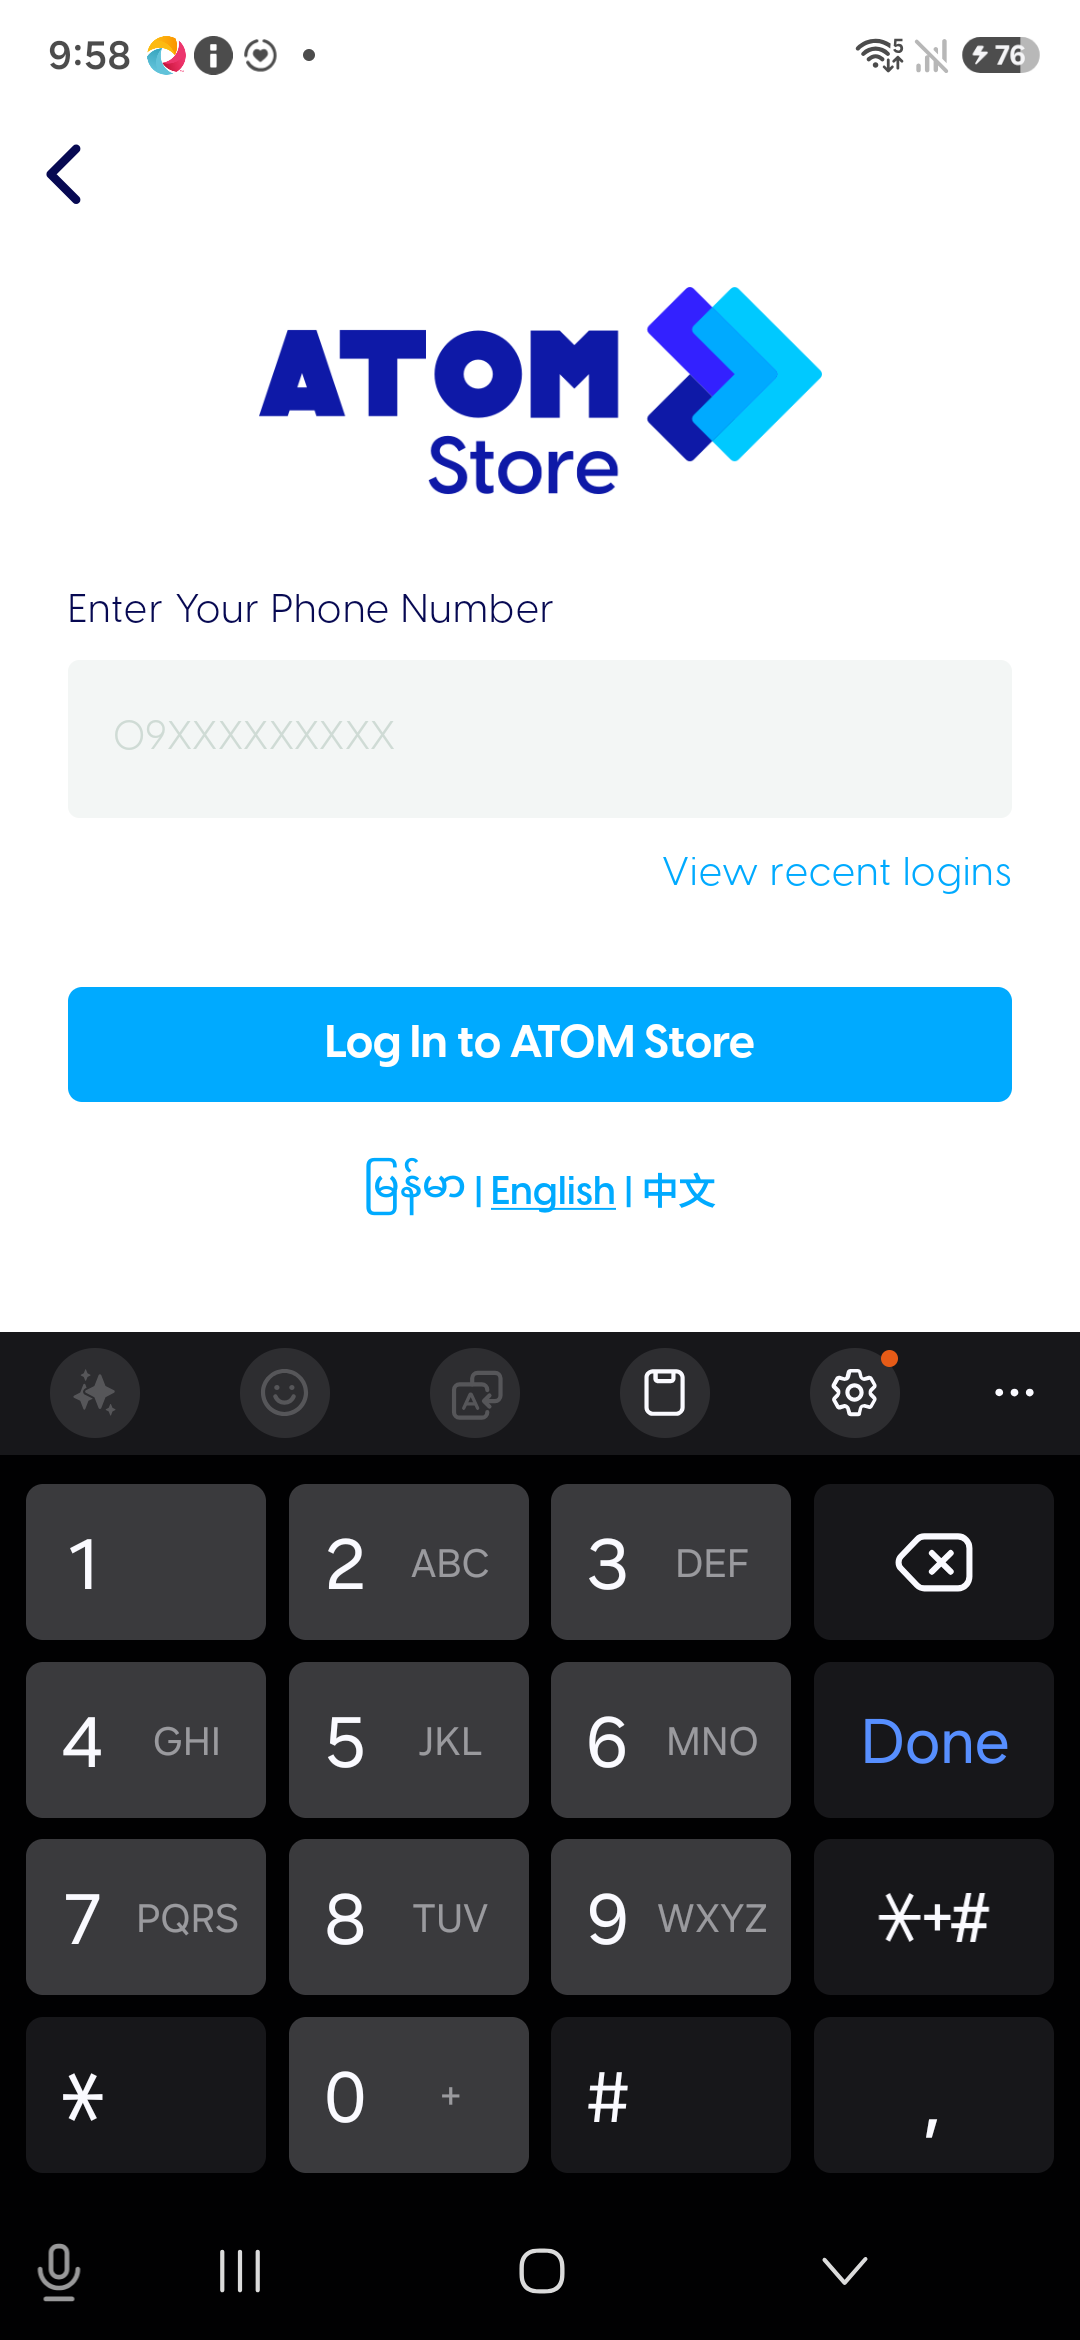 9:58
5
76
ATOM
Store
Enter Your Phone Number
09XXXXXXXXX
View recent logins
Log In to ATOM Store
မြန်မာ | English | 中文
1
2 ABC
3 DEF
4 GHI
5 JKL
6 MNO
Done
7 PQRS
8 TUV
9 WXYZ
*+#
*
0 +
#
,